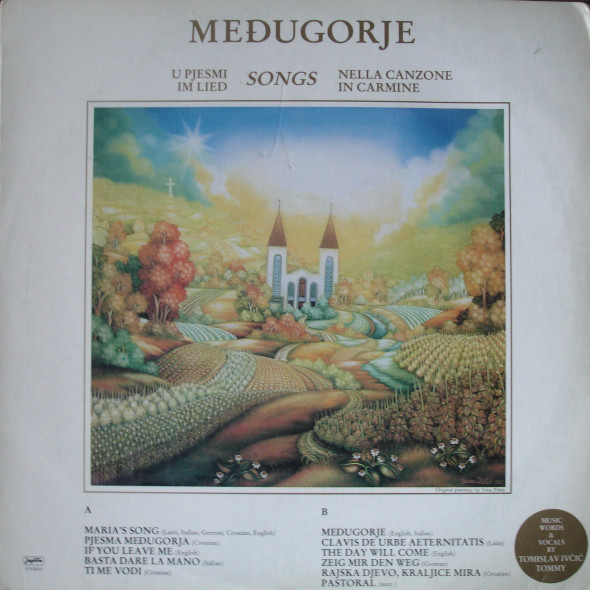 MEĐUGORJE
U PJESMI
IM LIED
SONGS
NELLA CANZONE
IN CARMINE
A
MARIA'S SONG (Latin, Italian, German, Croatian, English)
PJESMA MEĐUGORJA (Croatian)
IF YOU LEAVE ME (English)
BASTA DARE LA MANO (Italian)
TI ME VODI (Croatian)
B
MEĐUGORJE (English, Italian)
CLAVIS DE URBE AETERNITATIS (Latin)
THE DAY WILL COME (English)
ZEIG MIR DEN WEG (German)
RAJSKA DJEVO, KRALJICE MIRA (Croatian)
PASTORAL
MUSIC
WORDS
&
VOCALS
BY
TOMISLAV IVČIĆ
TOMMY